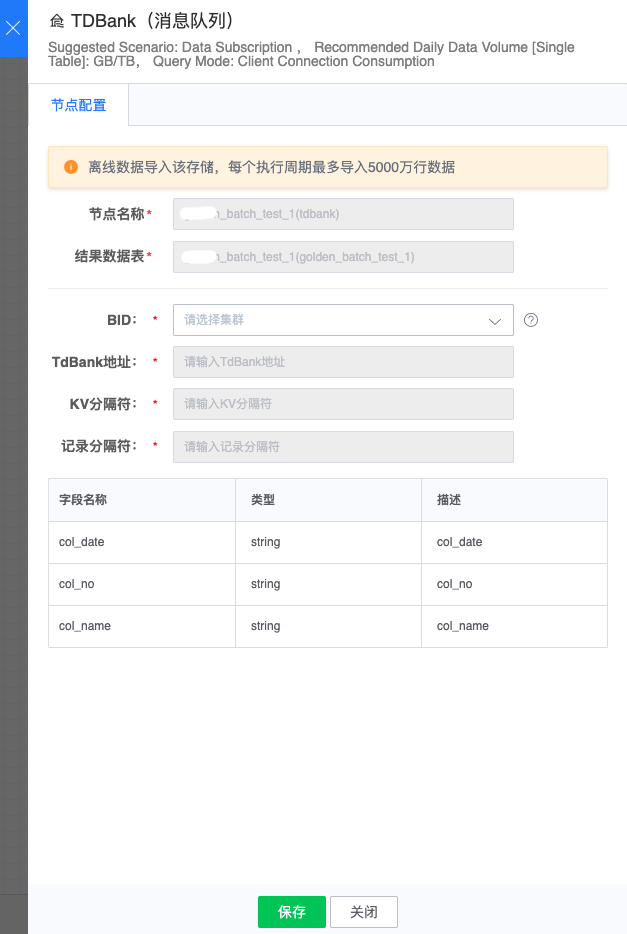 TDBank（消息队列）
Suggested Scenario: Data Subscription ， Recommended Daily Data Volume [Single
Table]: GB/TB， Query Mode: Client Connection Consumption
节点配置
离线数据导入该存储，每个执行周期最多导入5000万行数据
节点名称* _batch_test_1(tdbank)
结果数据表* _batch_test_1(golden_batch_test_1)
BID： * 请选择集群
TdBank地址： * 请输入TdBank地址
KV分隔符： * 请输入KV分隔符
记录分隔符： * 请输入记录分隔符
字段名称 类型 描述
col_date string col_date
col_no string col_no
col_name string col_name
保存 关闭